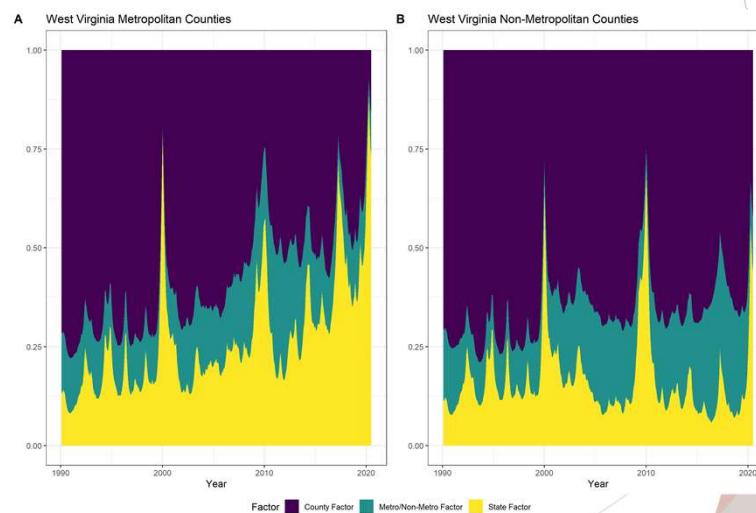 A West Virginia Metropolitan Counties
1.00
0.75
0.50
0.25
0.00
1990 2000 2010 2020
Year
B West Virginia Non-Metropolitan Counties
1.00
0.75
0.50
0.25
0.00
1990 2000 2010 2020
Year
Factor County Factor Metro/Non-Metro Factor State Factor